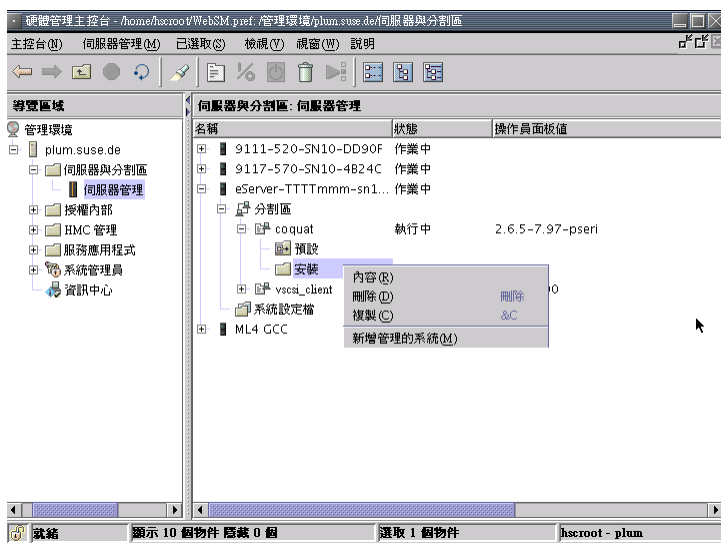 硬體管理主控台 - /home/hscroot/WebSM.pref: /管理環境/plum.suse.de/伺服器與分割區
主控台(N) 伺服器管理(M) 已選取(S) 檢視(V) 視窗(W) 說明
導覽區域
管理環境
plum.suse.de
伺服器與分割區
伺服器管理
授權內部
HMC 管理
服務應用程式
系統管理員
資訊中心
伺服器與分割區: 伺服器管理
名稱 狀態 操作員面板值
9111-520-SN10-DD90F 作業中
9117-570-SN10-4B24C 作業中
eServer-TTTTmmm-sn1... 作業中
分割區
coquat 執行中 2.6.5-7.97-pseri
預設
安裝
vscsi_client
系統設定檔
ML4 GCC
內容(R)
刪除(D) 刪除
複製(C) &C
新增管理的系統(M)
就緒 顯示 10 個物件 隱藏 0 個 選取 1 個物件 hscroot - plum